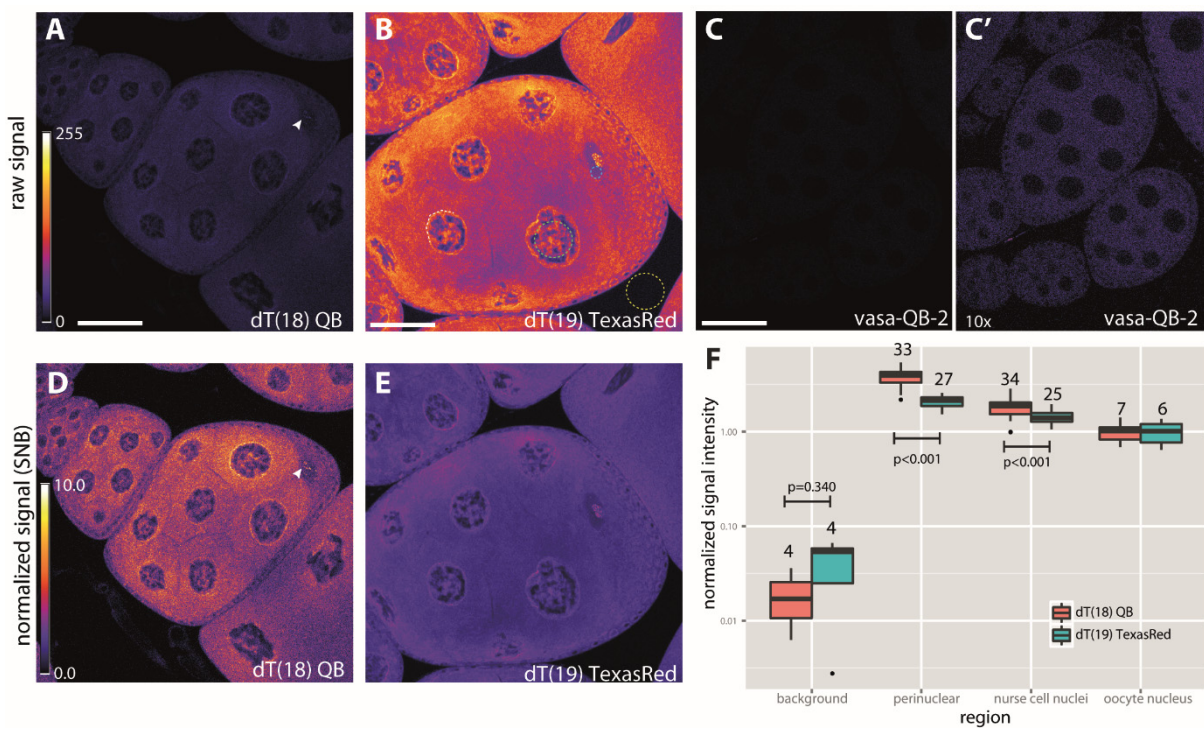 A
B
C
C’
raw signal
255
0
dT(18) QB
dT(19) TexasRed
vasa-QB-2
10x
vasa-QB-2
D
E
F
normalized signal (SNB)
10.0
0.0
dT(18) QB
dT(19) TexasRed
normalized signal intensity
1.00
0.10
0.01
33
27
34
25
7
6
p<0.001
p<0.001
p=0.340
4
4
dT(18) QB
dT(19) TexasRed
background
perinuclear
nurse cell nuclei
oocyte nucleus
region